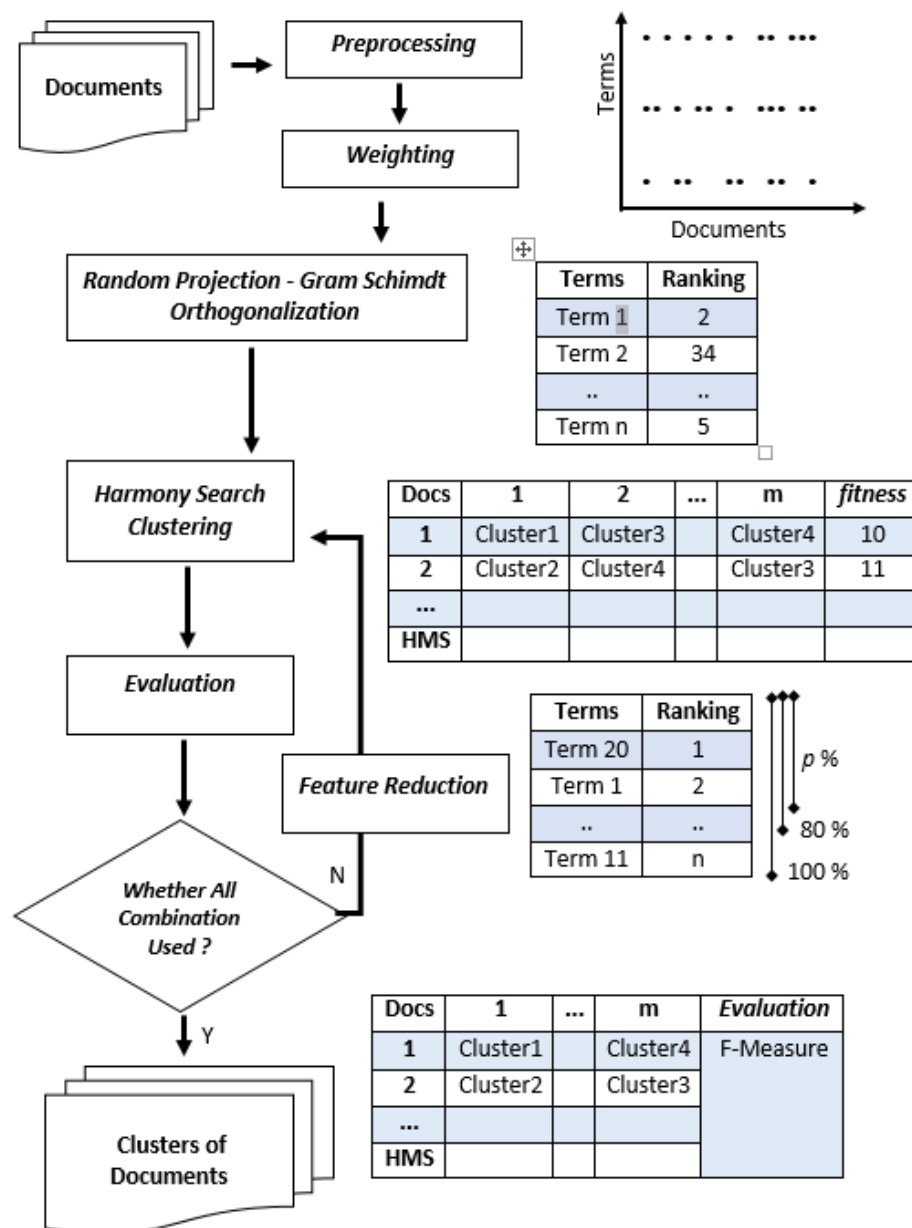 Documents
Preprocessing
Weighting
Terms
Documents
Random Projection - Gram Schimdt
Orthogonalization
Terms Ranking
Term 1 2
Term 2 34
.. ..
Term n 5
Harmony Search
Clustering
Docs 1 2 ... m fitness
1 Cluster1 Cluster3 Cluster4 10
2 Cluster2 Cluster4 Cluster3 11
...
HMS
Evaluation
Feature Reduction
Terms Ranking
Term 20 1
Term 1 2
.. ..
Term 11 n
p %
80 %
100 %
N
Whether All
Combination
Used ?
Y
Docs 1 ... m Evaluation
1 Cluster1 Cluster4 F-Measure
2 Cluster2 Cluster3
...
HMS
Clusters of
Documents